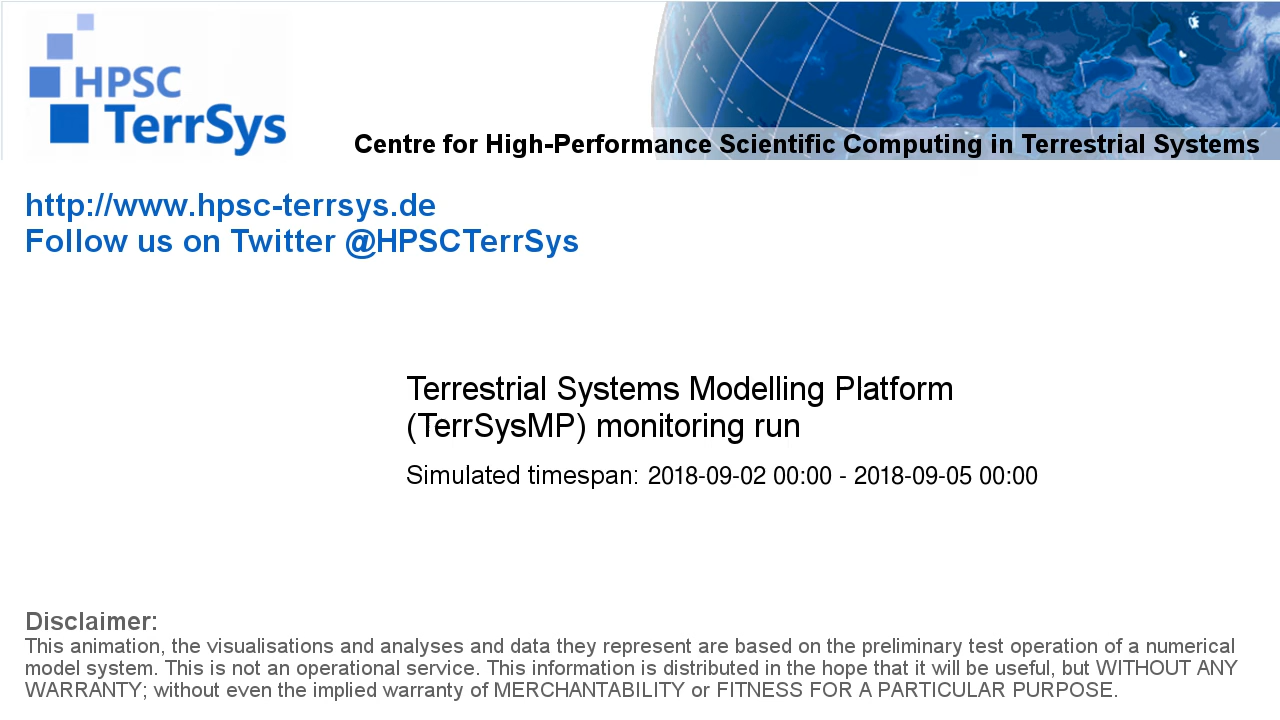 HPSC
TerrSys
Centre for High-Performance Scientific Computing in Terrestrial Systems
http://www.hpsc-terrsys.de
Follow us on Twitter @HPSCTerrSys
Terrestrial Systems Modelling Platform
(TerrSysMP) monitoring run
Simulated timespan: 2018-09-02 00:00 - 2018-09-05 00:00
Disclaimer:
This animation, the visualisations and analyses and data they represent are based on the preliminary test operation of a numerical
model system. This is not an operational service. This information is distributed in the hope that it will be useful, but WITHOUT ANY
WARRANTY; without even the implied warranty of MERCHANTABILITY or FITNESS FOR A PARTICULAR PURPOSE.